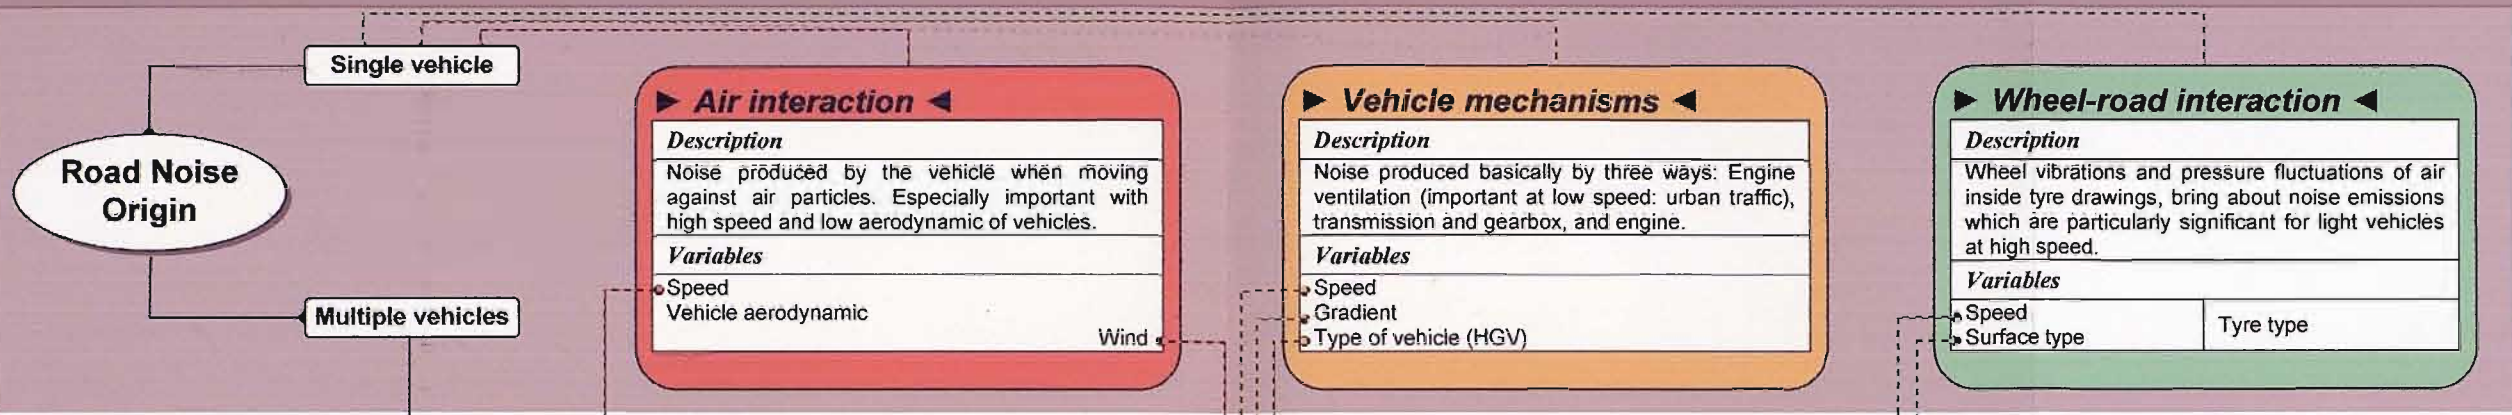 Single vehicle
Road Noise
Origin
Multiple vehicles
► Air interaction ◄
Description
Noise produced by the vehicle when moving
against air particles. Especially important with
high speed and low aerodynamic of vehicles.
Variables
Speed
Vehicle aerodynamic
Wind
► Vehicle mechanisms ◄
Description
Noise produced basically by three ways: Engine
ventilation (important at low speed: urban traffic),
transmission and gearbox, and engine.
Variables
Speed
Gradient
Type of vehicle (HGV)
► Wheel-road interaction ◄
Description
Wheel vibrations and pressure fluctuations of air
inside tyre drawings, bring about noise emissions
which are particularly significant for light vehicles
at high speed.
Variables
Speed
Surface type
Tyre type